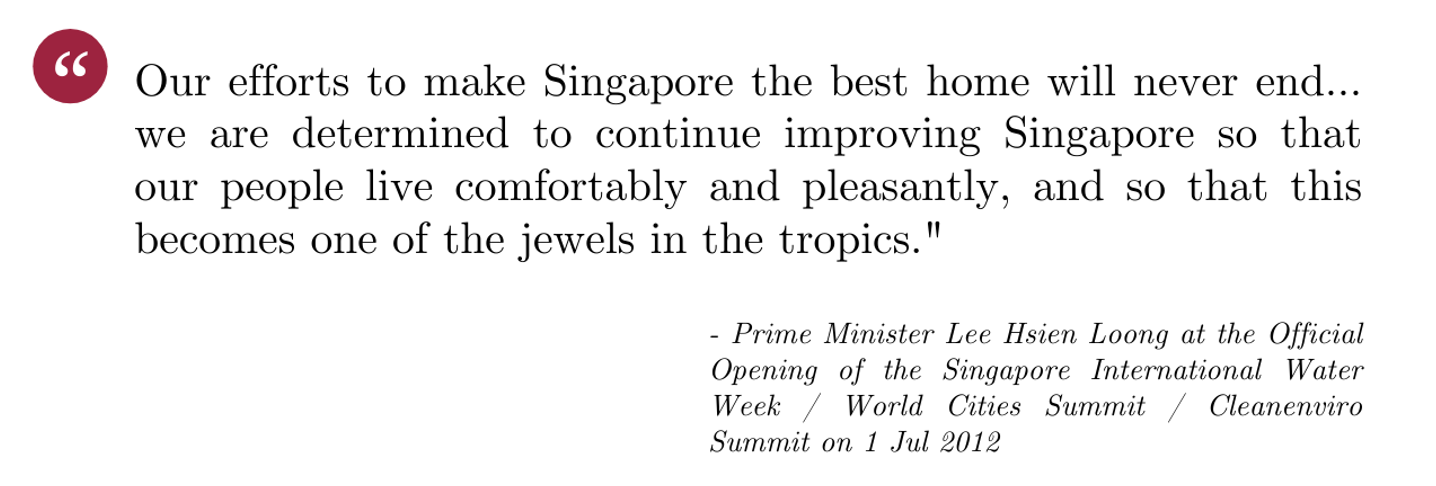 “ Our efforts to make Singapore the best home will never end...
we are determined to continue improving Singapore so that
our people live comfortably and pleasantly, and so that this
becomes one of the jewels in the tropics."
- Prime Minister Lee Hsien Loong at the Official
Opening of the Singapore International Water
Week / World Cities Summit / Cleanenviro
Summit on 1 Jul 2012